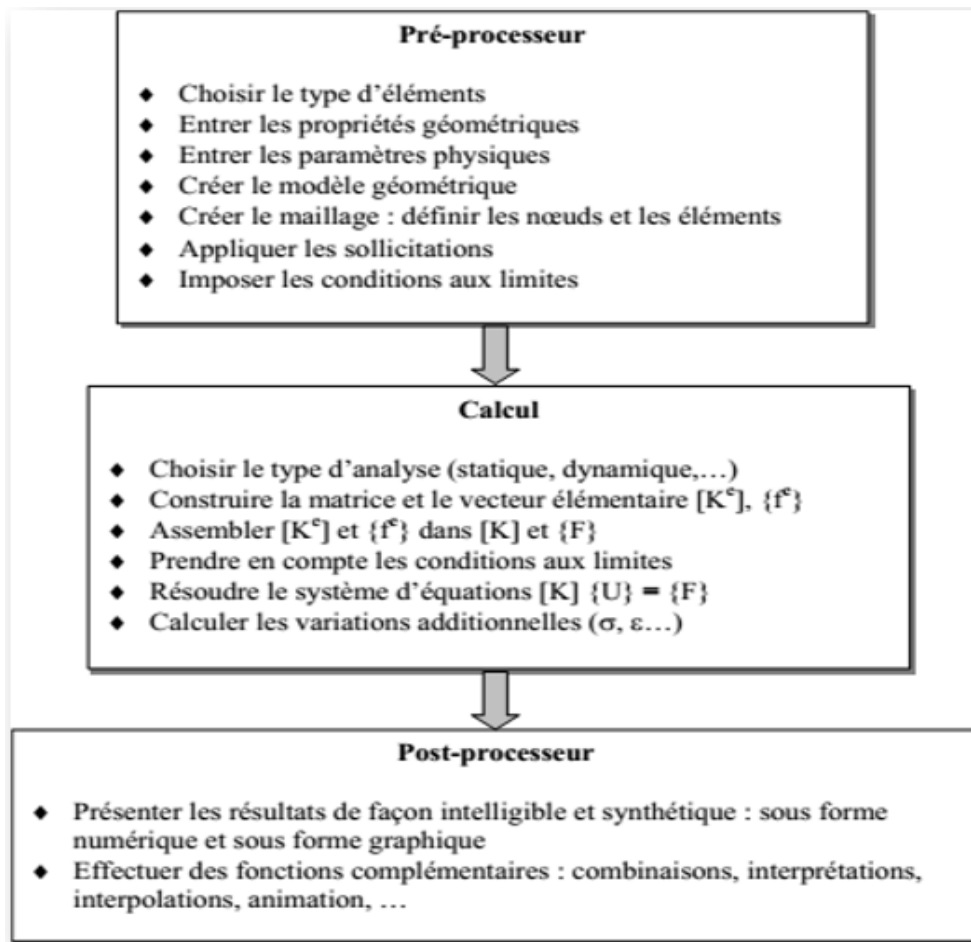 Pré-processeur
◆ Choisir le type d'éléments
◆ Entrer les propriétés géométriques
◆ Entrer les paramètres physiques
◆ Créer le modèle géométrique
◆ Créer le maillage : définir les nœuds et les éléments
◆ Appliquer les sollicitations
◆ Imposer les conditions aux limites
Calcul
◆ Choisir le type d'analyse (statique, dynamique,…)
◆ Construire la matrice et le vecteur élémentaire [Kᵉ], {fᵉ}
◆ Assembler [Kᵉ] et {fᵉ} dans [K] et {F}
◆ Prendre en compte les conditions aux limites
◆ Résoudre le système d'équations [K] {U} = {F}
◆ Calculer les variations additionnelles (σ, ε…)
Post-processeur
◆ Présenter les résultats de façon intelligible et synthétique : sous forme
numérique et sous forme graphique
◆ Effectuer des fonctions complémentaires : combinaisons, interprétations,
interpolations, animation, …